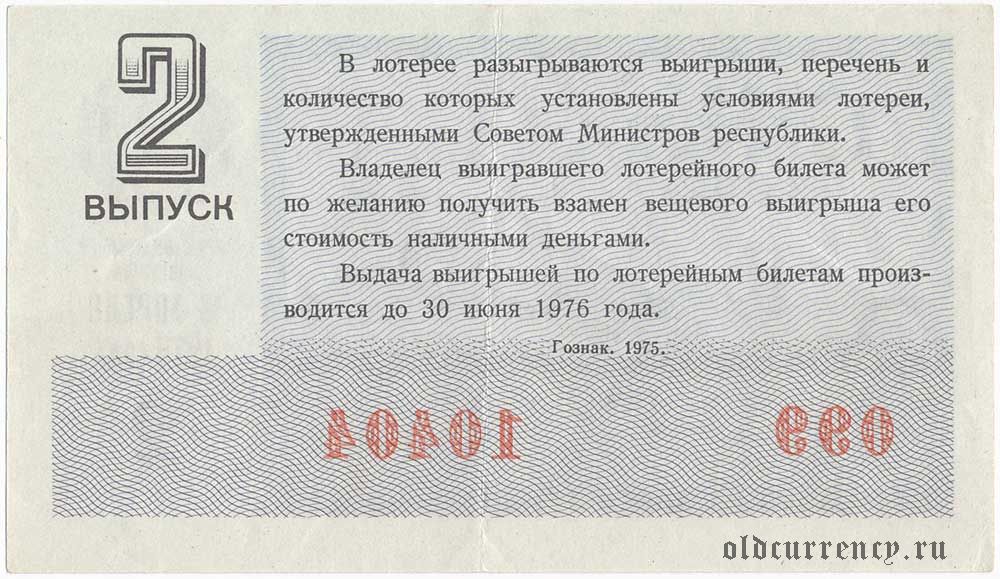 2
ВЫПУСК
В лотерее разыгрываются выигрыши, перечень и
количество которых установлены условиями лотереи,
утвержденными Советом Министров республики.
Владелец выигравшего лотерейного билета может
по желанию получить взамен вещевого выигрыша его
стоимость наличными деньгами.
Выдача выигрышей по лотерейным билетам произ-
водится до 30 июня 1976 года.
Гознак. 1975.
10404 099
oldcurrency.ru